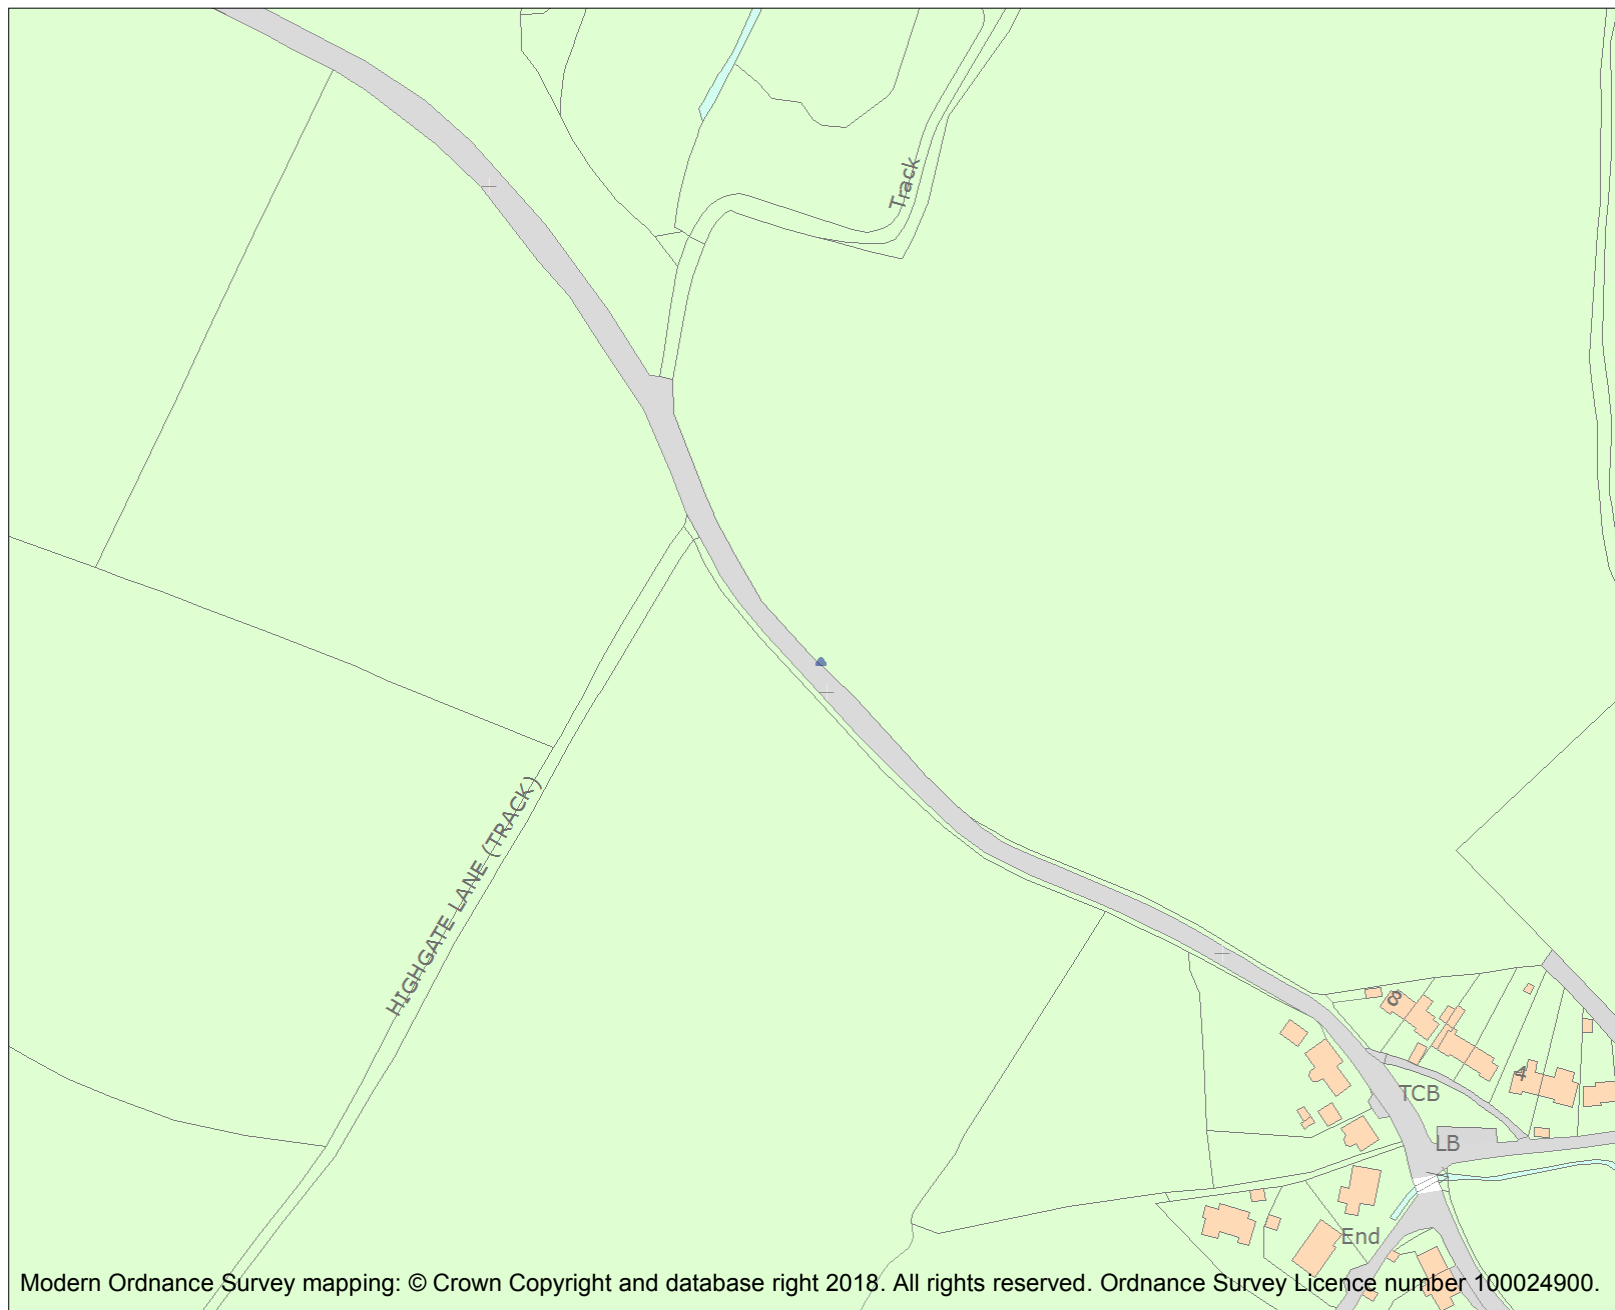 Track
HIGHGATE LANE (TRACK)
8
4
TCB
LB
End
Modern Ordnance Survey mapping: © Crown Copyright and database right 2018. All rights reserved. Ordnance Survey Licence number 100024900.